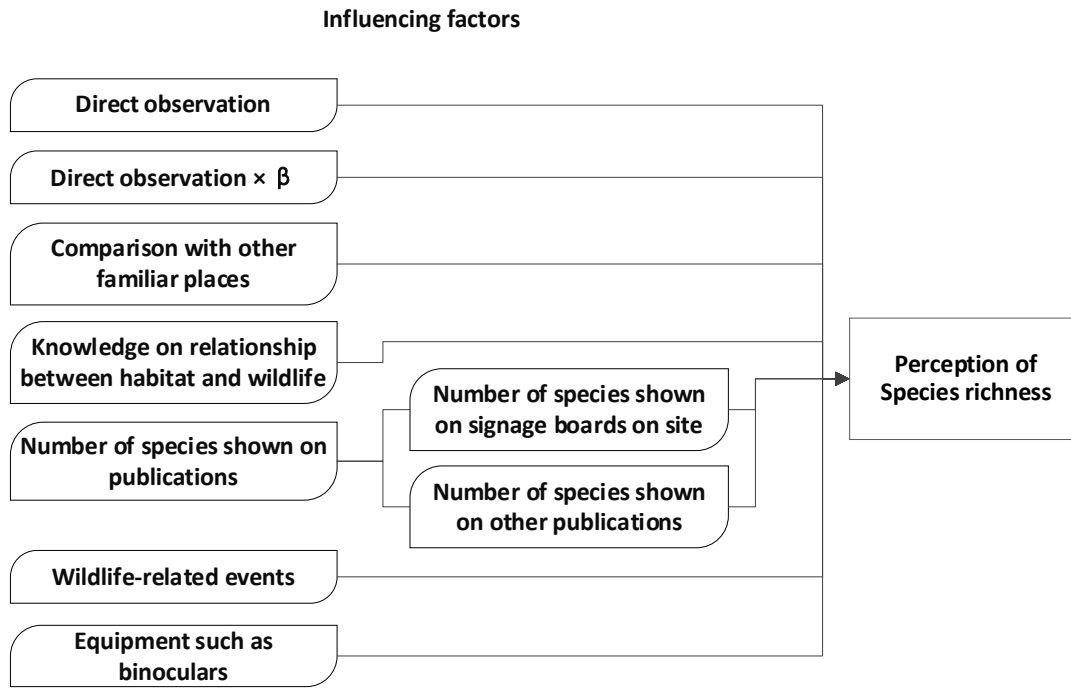 Influencing factors
Direct observation
Direct observation × β
Comparison with other
familiar places
Knowledge on relationship
between habitat and wildlife
Number of species shown on
publications
Number of species shown
on signage boards on site
Number of species shown
on other publications
Wildlife-related events
Equipment such as
binoculars
Perception of
Species richness